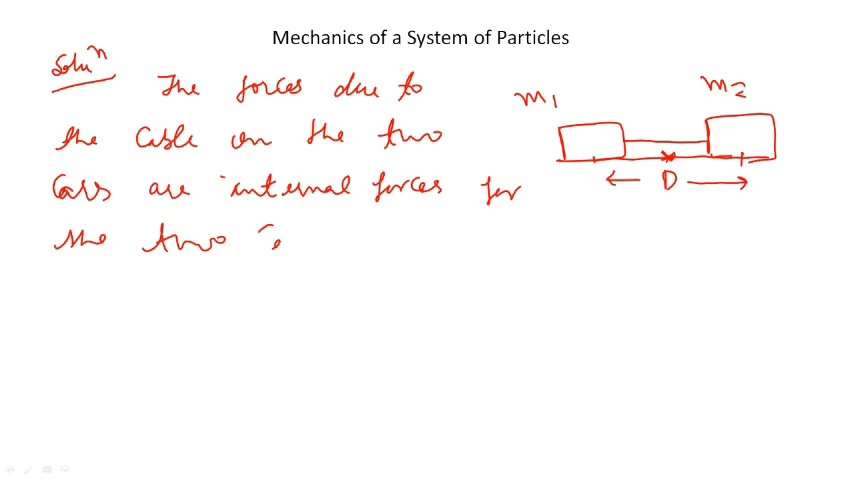 Mechanics of a System of Particles
Soluⁿ The forces due to
the cable on the two
Cars are internal forces for
the two
m₁
m₂
D